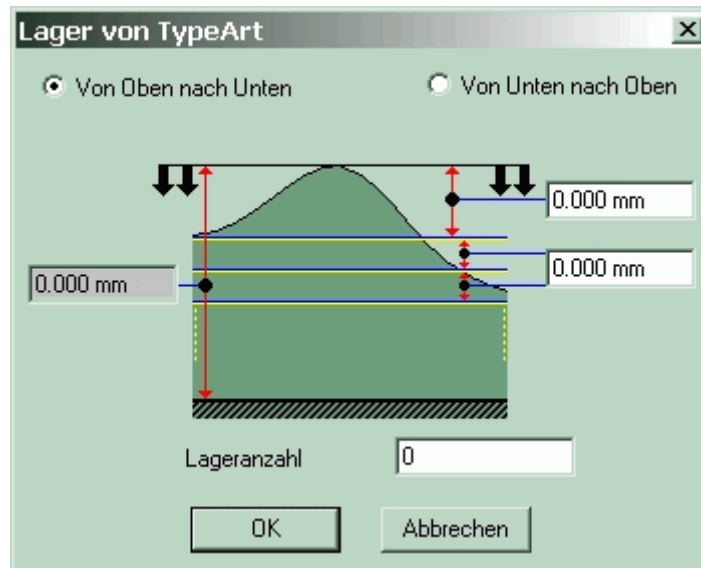 Lager von TypeArt
Von Oben nach Unten
Von Unten nach Oben
0.000 mm
0.000 mm
0.000 mm
Lageranzahl
0
OK
Abbrechen